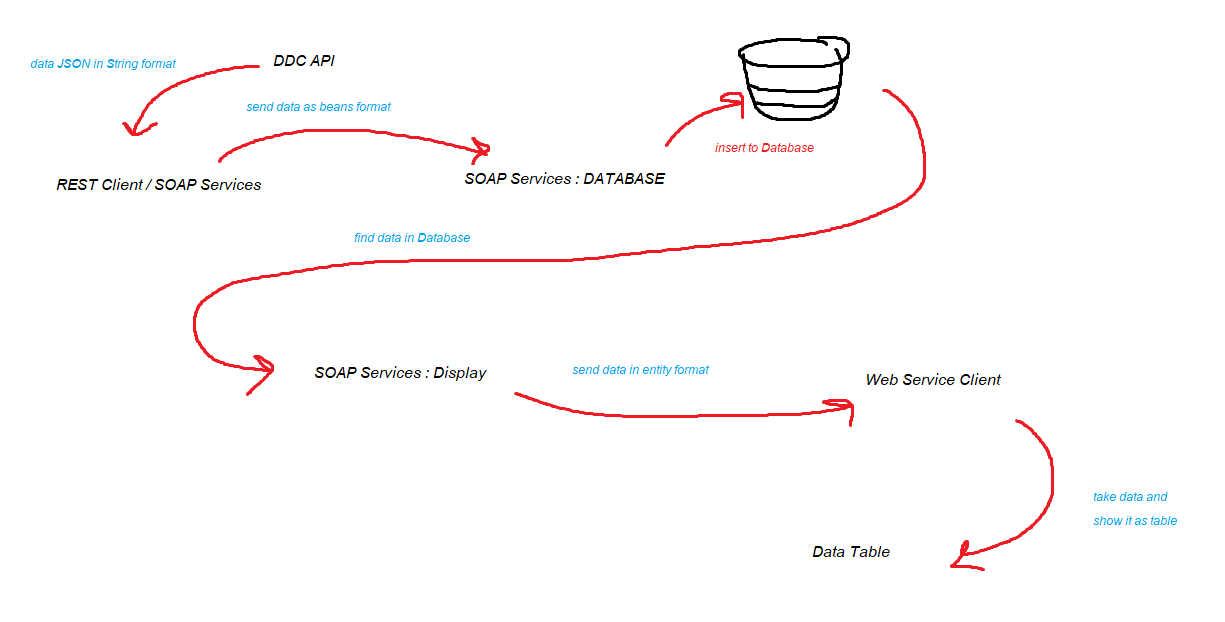 DDC API
data JSON in String format
send data as beans format
insert to Database
SOAP Services : DATABASE
REST Client / SOAP Services
find data in Database
send data in entity format
SOAP Services : Display
Web Service Client
take data and
show it as table
Data Table